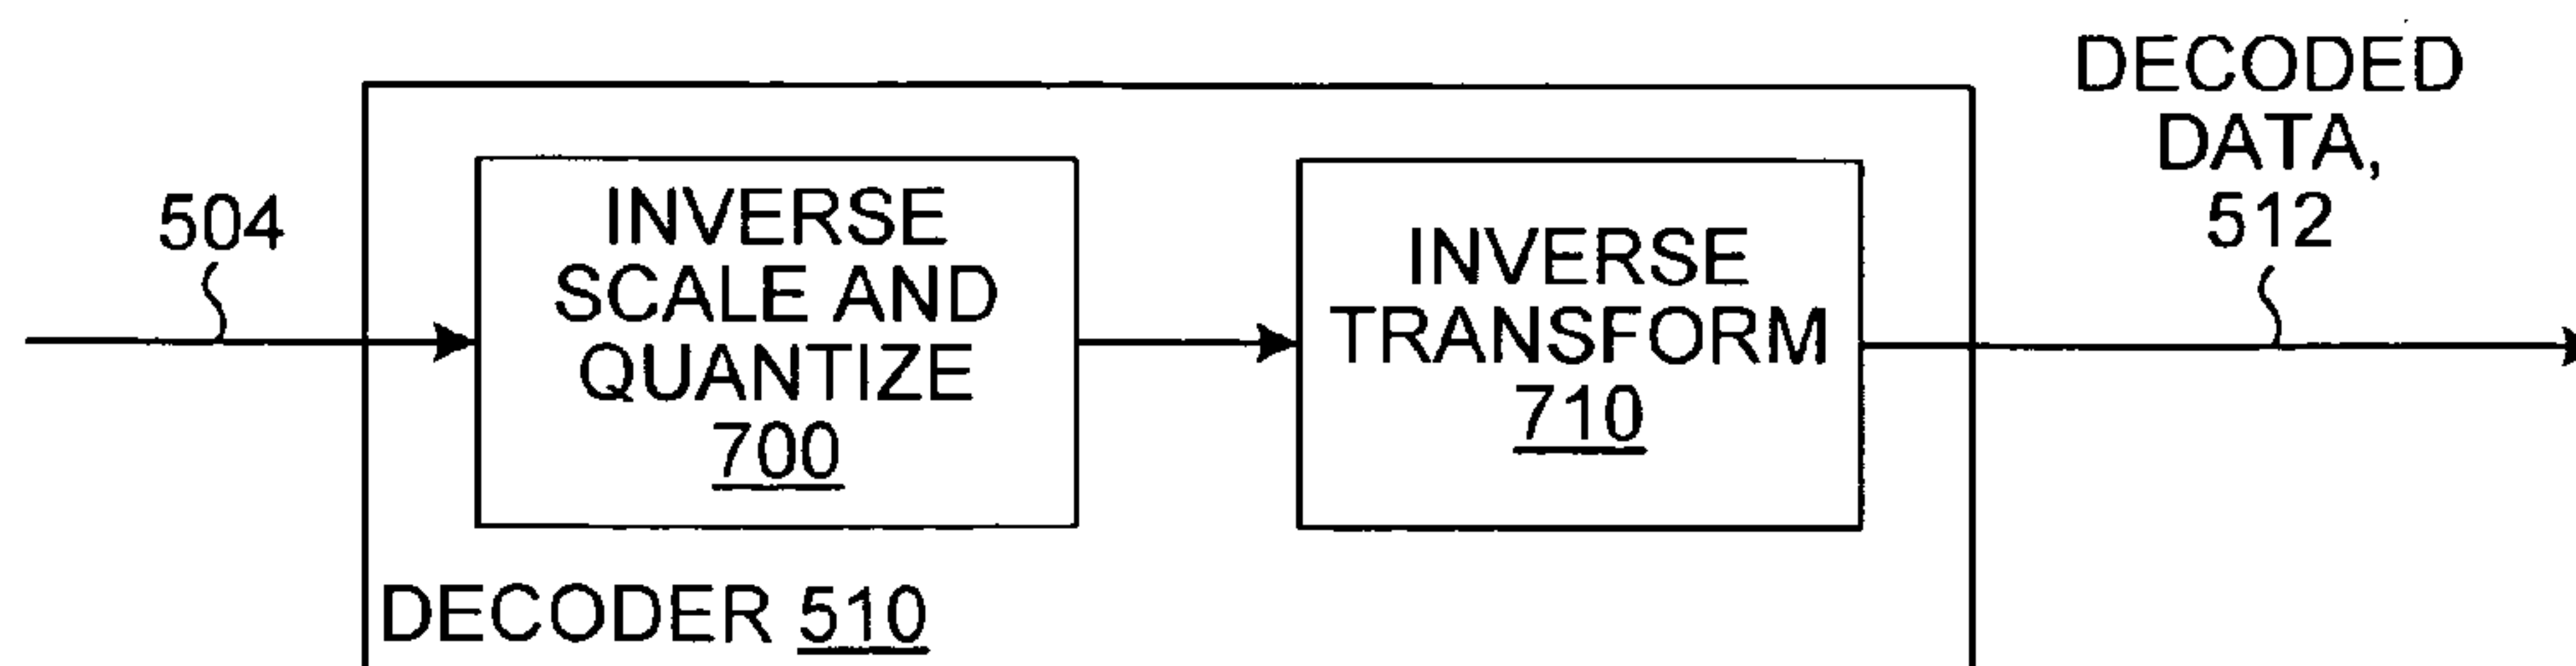 504
INVERSE
SCALE AND
QUANTIZE
700
INVERSE
TRANSFORM
710
DECODED
DATA,
512
DECODER 510